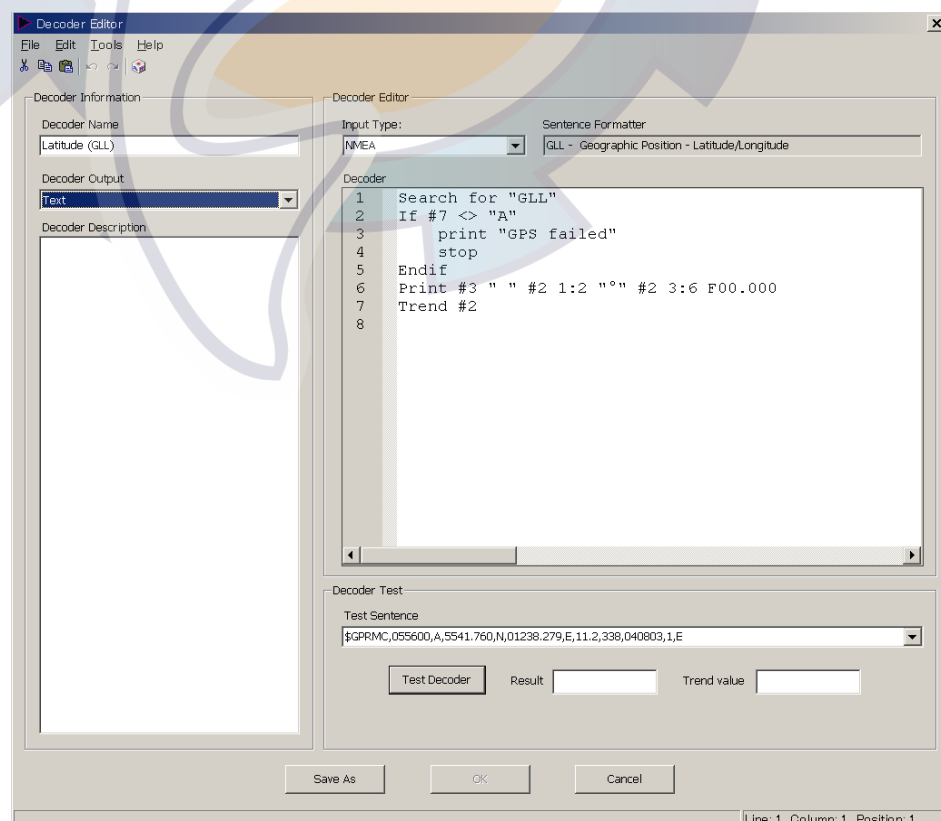 Decoder Editor
File Edit Tools Help
Decoder Information
Decoder Name
Latitude (GLL)
Decoder Output
Text
Decoder Description
Decoder Editor
Input Type:
Sentence Formatter
NMEA
GLL - Geographic Position - Latitude/Longitude
Decoder
1 Search for "GLL"
2 If #7 <> "A"
3 print "GPS failed"
4 stop
5 Endif
6 Print #3 " " #2 1:2 "°" #2 3:6 F00.000
7 Trend #2
8
Decoder Test
Test Sentence
$GPRMC,055600,A,5541.760,N,01238.279,E,11.2,338,040803,1,E
Test Decoder
Result
Trend value
Save As
OK
Cancel
Line: 1 Column: 1 Position: 1